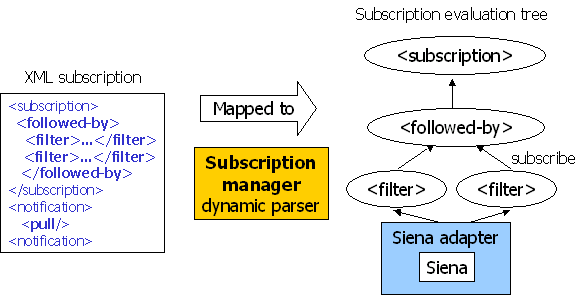 Subscription evaluation tree
XML subscription
<subscription>
<followed-by>
<filter>...</filter>
<filter>...</filter>
</followed-by>
</subscription>
<notification>
<pull/>
<notification>
Mapped to
Subscription
manager
dynamic parser
<subscription>
<followed-by>
subscribe
<filter>
<filter>
Siena adapter
Siena